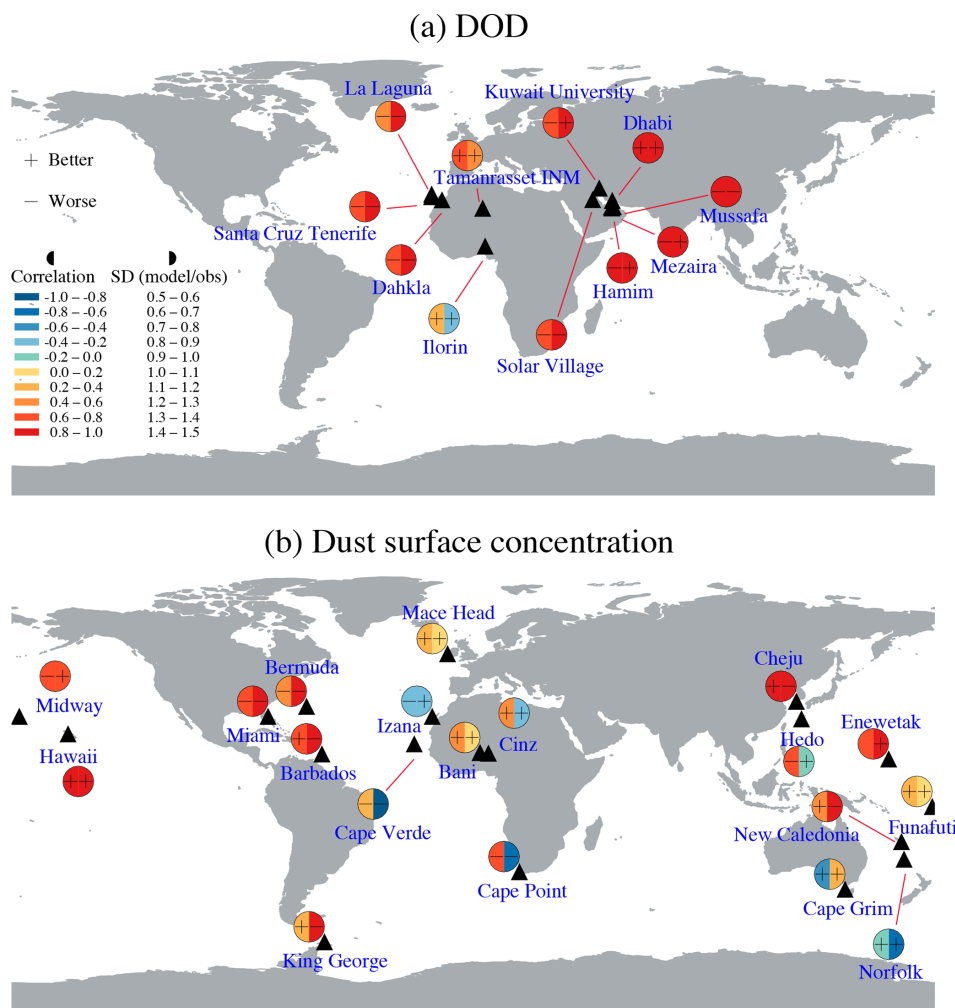 (a) DOD
La Laguna
Kuwait University
Dhabi
+ Better
Tamanrasset INM
− Worse
Mussafa
Santa Cruz Tenerife
Mezaira
Correlation SD (model/obs)
Dahkla
Hamim
-1.0 – -0.8 0.5 – 0.6
-0.8 – -0.6 0.6 – 0.7
-0.6 – -0.4 0.7 – 0.8
-0.4 – -0.2 0.8 – 0.9
-0.2 – 0.0 0.9 – 1.0
0.0 – 0.2 1.0 – 1.1
0.2 – 0.4 1.1 – 1.2
0.4 – 0.6 1.2 – 1.3
0.6 – 0.8 1.3 – 1.4
0.8 – 1.0 1.4 – 1.5
Ilorin
Solar Village
(b) Dust surface concentration
Mace Head
Bermuda
Cheju
Midway
Izana
Enewetak
Miami
Cinz
Hedo
Hawaii
Bani
Barbados
Cape Verde
New Caledonia
Funafuti
Cape Point
Cape Grim
King George
Norfolk